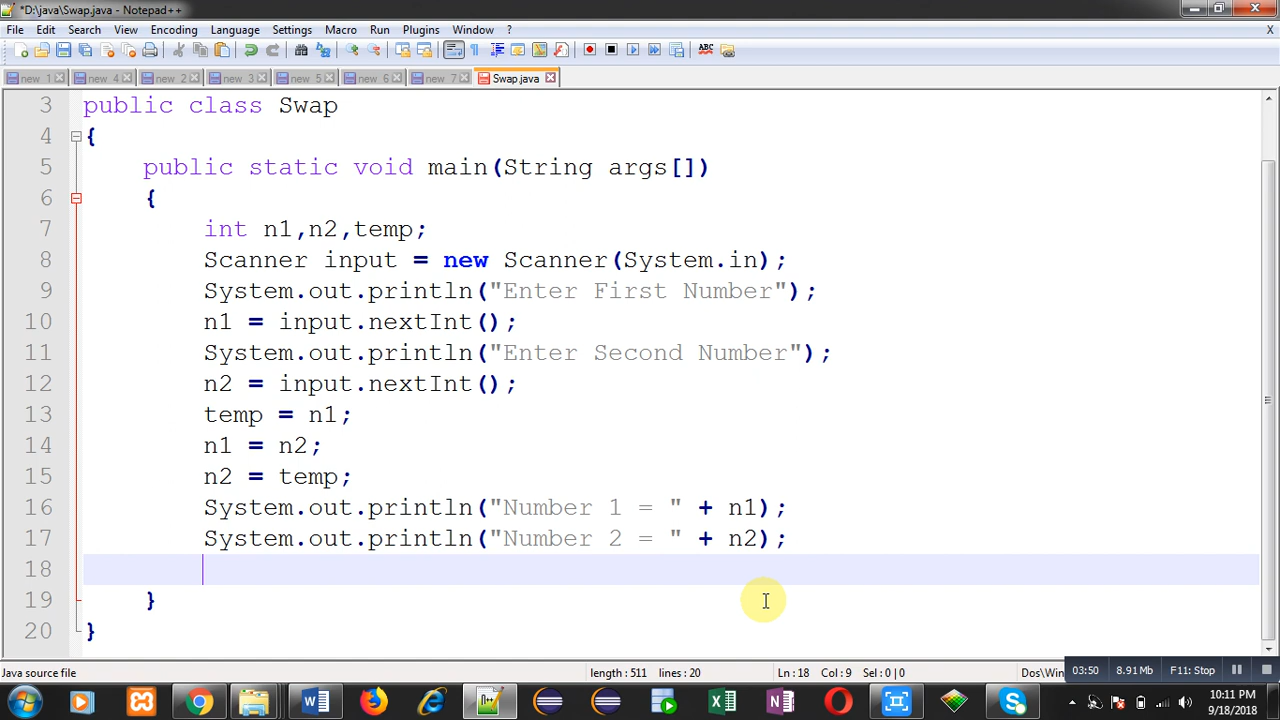 *D:\java\Swap.java - Notepad++
File Edit Search View Encoding Language Settings Macro Run Plugins Window ? X
new 1 new 4 new 2 new 3 new 5 new 6 new 7 Swap.java
3 public class Swap
4 {
5 public static void main(String args[])
6 {
7 int n1,n2,temp;
8 Scanner input = new Scanner(System.in);
9 System.out.println("Enter First Number");
10 n1 = input.nextInt();
11 System.out.println("Enter Second Number");
12 n2 = input.nextInt();
13 temp = n1;
14 n1 = n2;
15 n2 = temp;
16 System.out.println("Number 1 = " + n1);
17 System.out.println("Number 2 = " + n2);
18
19 }
20 }
Java source file length : 511 lines : 20 Ln : 18 Col : 9 Sel : 0 | 0 Dos\Win 03:50 8.91 Mb F11: Stop
10:11 PM
9/18/2018